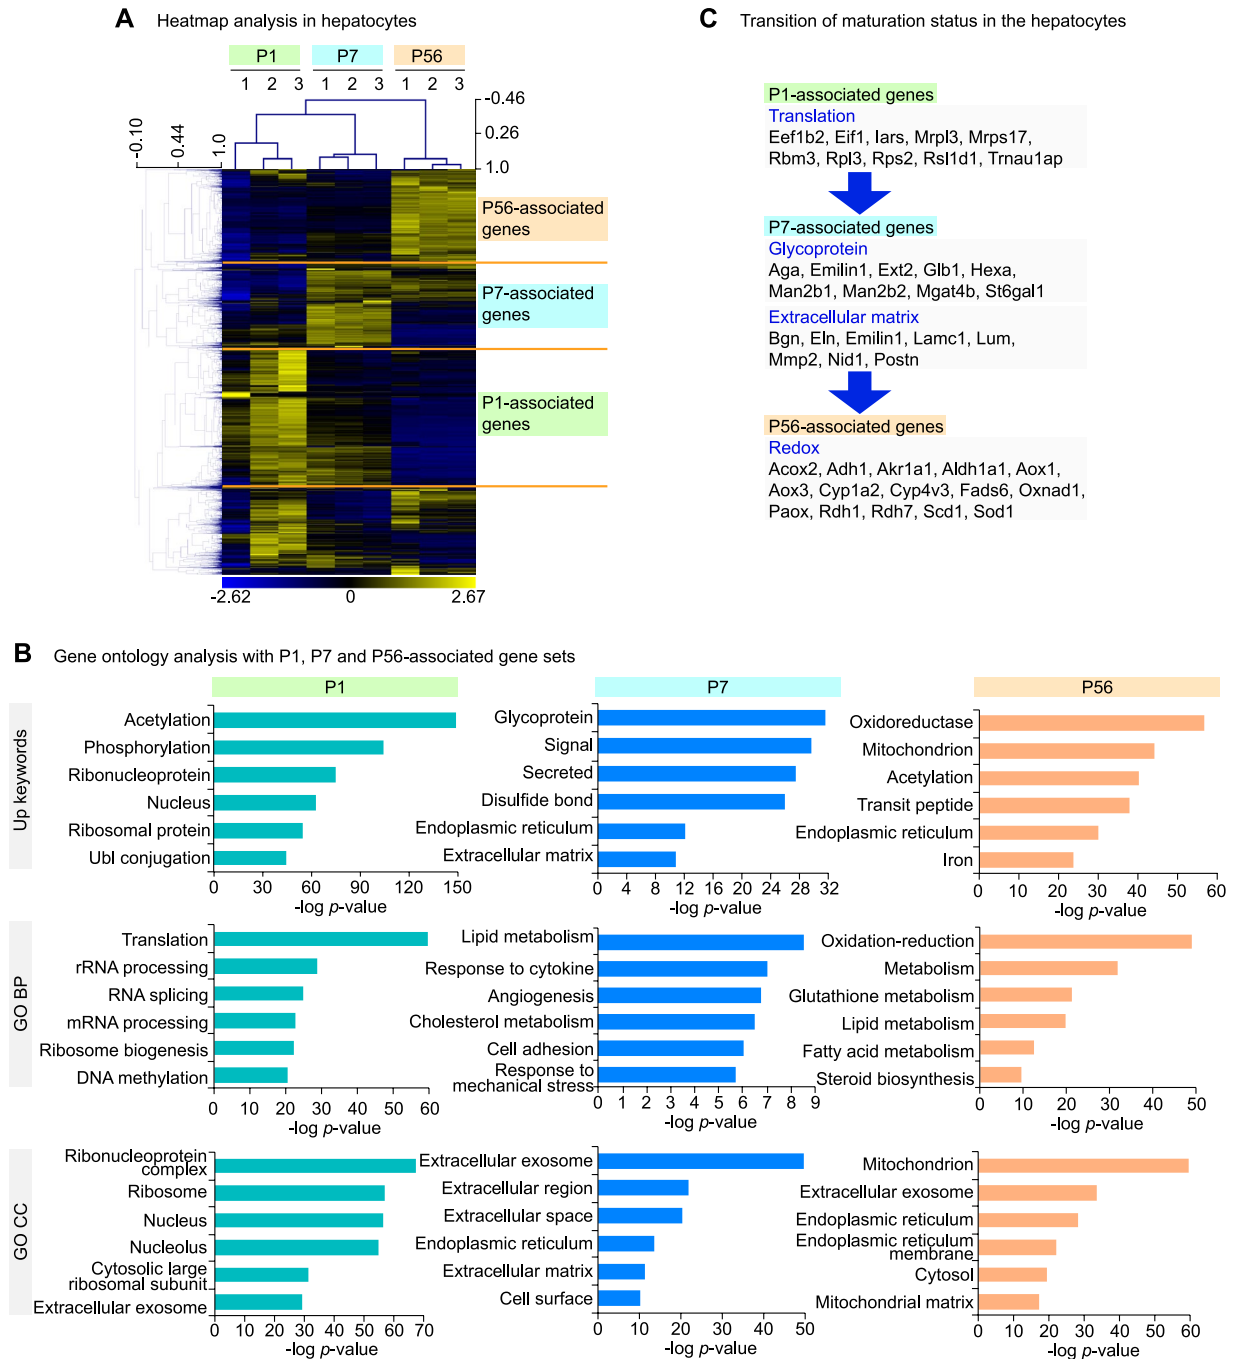 A Heatmap analysis in hepatocytes
P1 P7 P56
1 2 3 1 2 3 1 2 3
-0.46
0.26
1.0
-0.10 0.44 1.0
P56-associated
genes
P7-associated
genes
P1-associated
genes
-2.62 0 2.67
C Transition of maturation status in the hepatocytes
P1-associated genes
Translation
Eef1b2, Eif1, Iars, Mrpl3, Mrps17,
Rbm3, Rpl3, Rps2, Rsl1d1, Trnau1ap
P7-associated genes
Glycoprotein
Aga, Emilin1, Ext2, Glb1, Hexa,
Man2b1, Man2b2, Mgat4b, St6gal1
Extracellular matrix
Bgn, Eln, Emilin1, Lamc1, Lum,
Mmp2, Nid1, Postn
P56-associated genes
Redox
Acox2, Adh1, Akr1a1, Aldh1a1, Aox1,
Aox3, Cyp1a2, Cyp4v3, Fads6, Oxnad1,
Paox, Rdh1, Rdh7, Scd1, Sod1
B Gene ontology analysis with P1, P7 and P56-associated gene sets
P1
P7
P56
Up keywords
Acetylation
Phosphorylation
Ribonucleoprotein
Nucleus
Ribosomal protein
Ubl conjugation
0 30 60 90 120 150
-log p-value
Glycoprotein
Signal
Secreted
Disulfide bond
Endoplasmic reticulum
Extracellular matrix
0 4 8 12 16 20 24 28 32
-log p-value
Oxidoreductase
Mitochondrion
Acetylation
Transit peptide
Endoplasmic reticulum
Iron
0 10 20 30 40 50 60
-log p-value
GO BP
Translation
rRNA processing
RNA splicing
mRNA processing
Ribosome biogenesis
DNA methylation
0 10 20 30 40 50 60
-log p-value
Lipid metabolism
Response to cytokine
Angiogenesis
Cholesterol metabolism
Cell adhesion
Response to
mechanical stress
0 1 2 3 4 5 6 7 8 9
-log p-value
Oxidation-reduction
Metabolism
Glutathione metabolism
Lipid metabolism
Fatty acid metabolism
Steroid biosynthesis
0 10 20 30 40 50
-log p-value
GO CC
Ribonucleoprotein
complex
Ribosome
Nucleus
Nucleolus
Cytosolic large
ribosomal subunit
Extracellular exosome
0 10 20 30 40 50 60 70
-log p-value
Extracellular exosome
Extracellular region
Extracellular space
Endoplasmic reticulum
Extracellular matrix
Cell surface
0 10 20 30 40 50
-log p-value
Mitochondrion
Extracellular exosome
Endoplasmic reticulum
Endoplasmic reticulum
membrane
Cytosol
Mitochondrial matrix
0 10 20 30 40 50 60
-log p-value